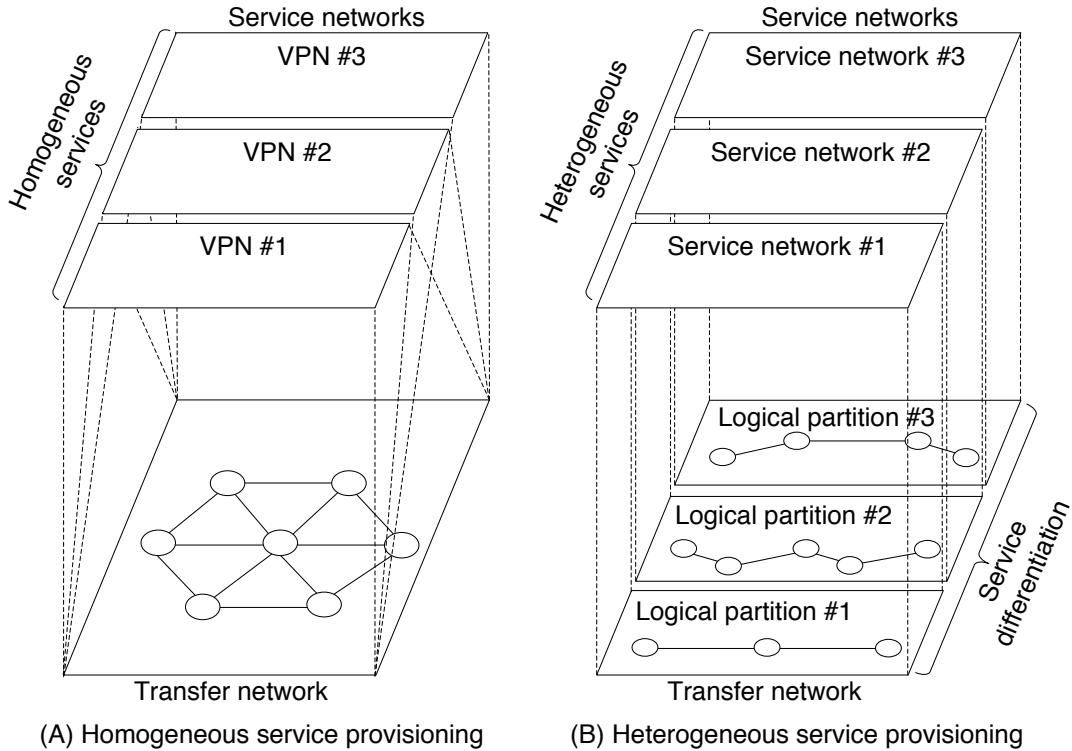 Service networks
VPN #3
Homogeneous
services
VPN #2
VPN #1
Transfer network
(A) Homogeneous service provisioning
Service networks
Service network #3
Heterogeneous
services
Service network #2
Service network #1
Logical partition #3
Logical partition #2
Logical partition #1
Service
differentiation
Transfer network
(B) Heterogeneous service provisioning